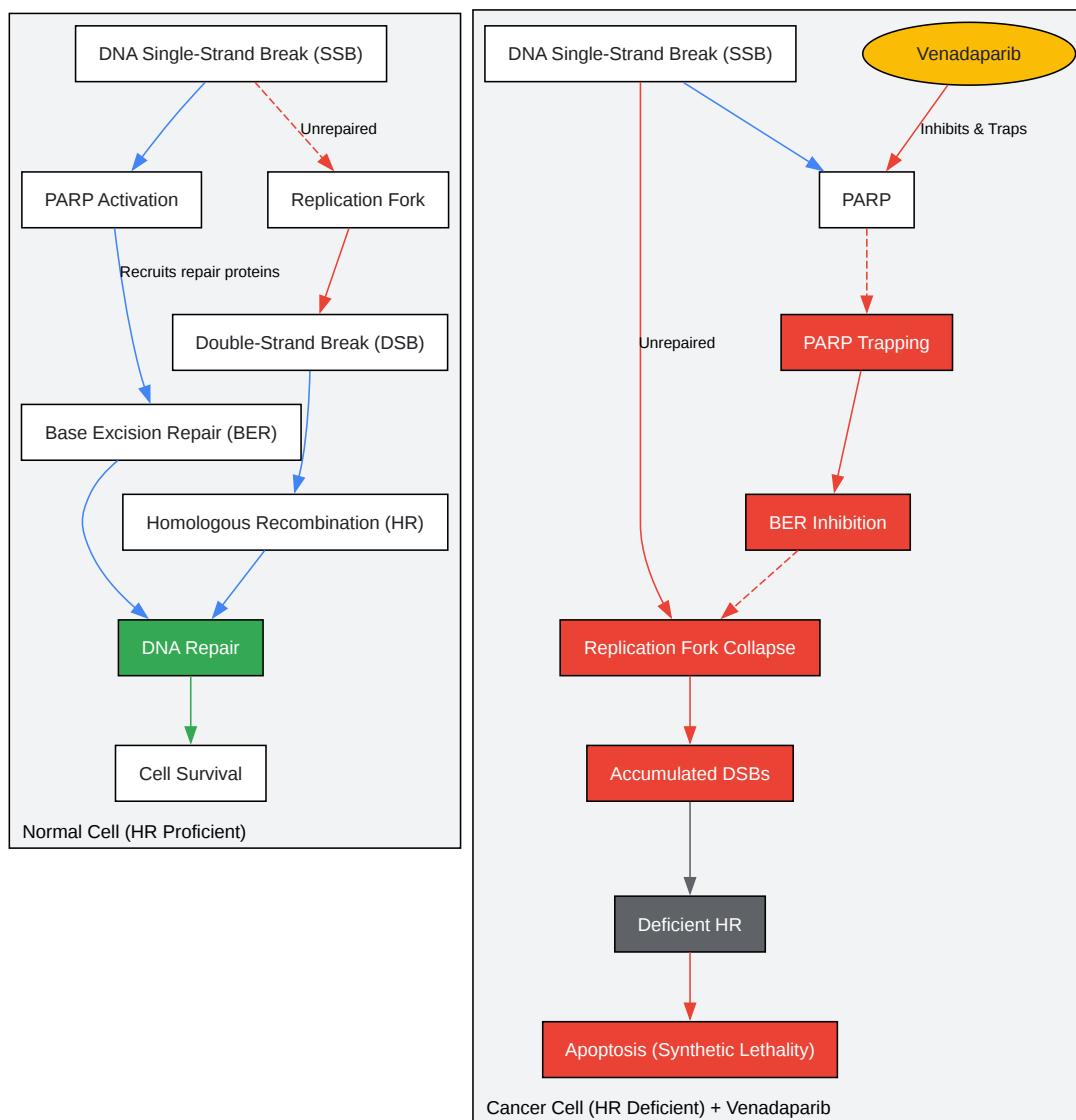 DNA Single-Strand Break (SSB)
Unrepaired
PARP Activation
Replication Fork
Recruits repair proteins
Double-Strand Break (DSB)
Base Excision Repair (BER)
Homologous Recombination (HR)
DNA Repair
Cell Survival
Normal Cell (HR Proficient)
DNA Single-Strand Break (SSB)
Venadaparib
Inhibits & Traps
PARP
Unrepaired
PARP Trapping
BER Inhibition
Replication Fork Collapse
Accumulated DSBs
Deficient HR
Apoptosis (Synthetic Lethality)
Cancer Cell (HR Deficient) + Venadaparib